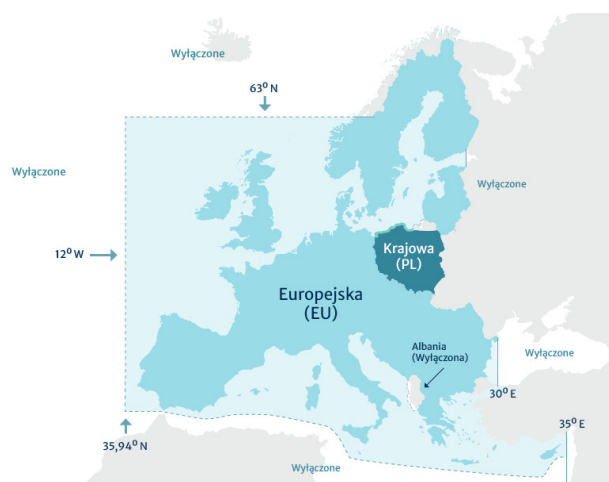 Wyłączone
63⁰ N
Wyłączone
Wyłączone
12⁰ W
Krajowa
(PL)
Europejska
(EU)
Albania
(Wyłączona)
Wyłączone
30⁰ E
35⁰ E
35,94⁰ N
Wyłączone